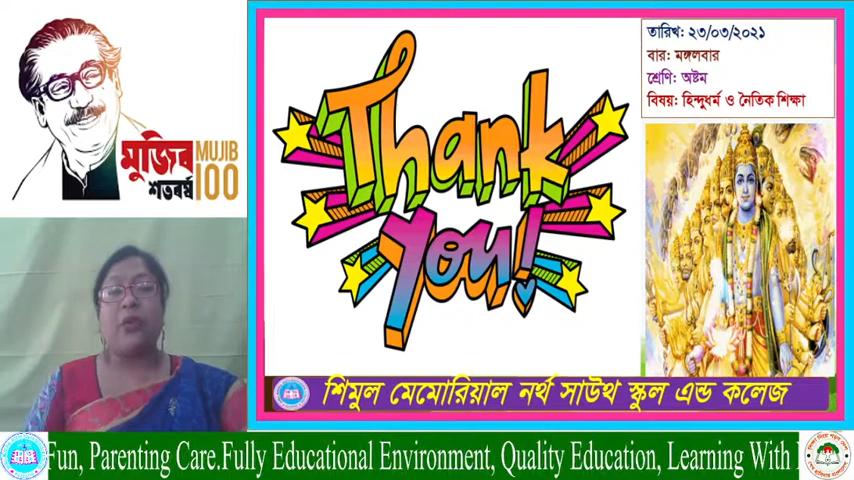 মুজিব MUJIB
শতবর্ষ 100
Thank
you!
তারিখ: ২৩/০৩/২০২১
বার: মঙ্গলবার
শ্রেণি: অষ্টম
বিষয়: হিন্দুধর্ম ও নৈতিক শিক্ষা
শিমুল মেমোরিয়াল নর্থ সাউথ স্কুল এন্ড কলেজ
Fun, Parenting Care.Fully Educational Environment, Quality Education, Learning With